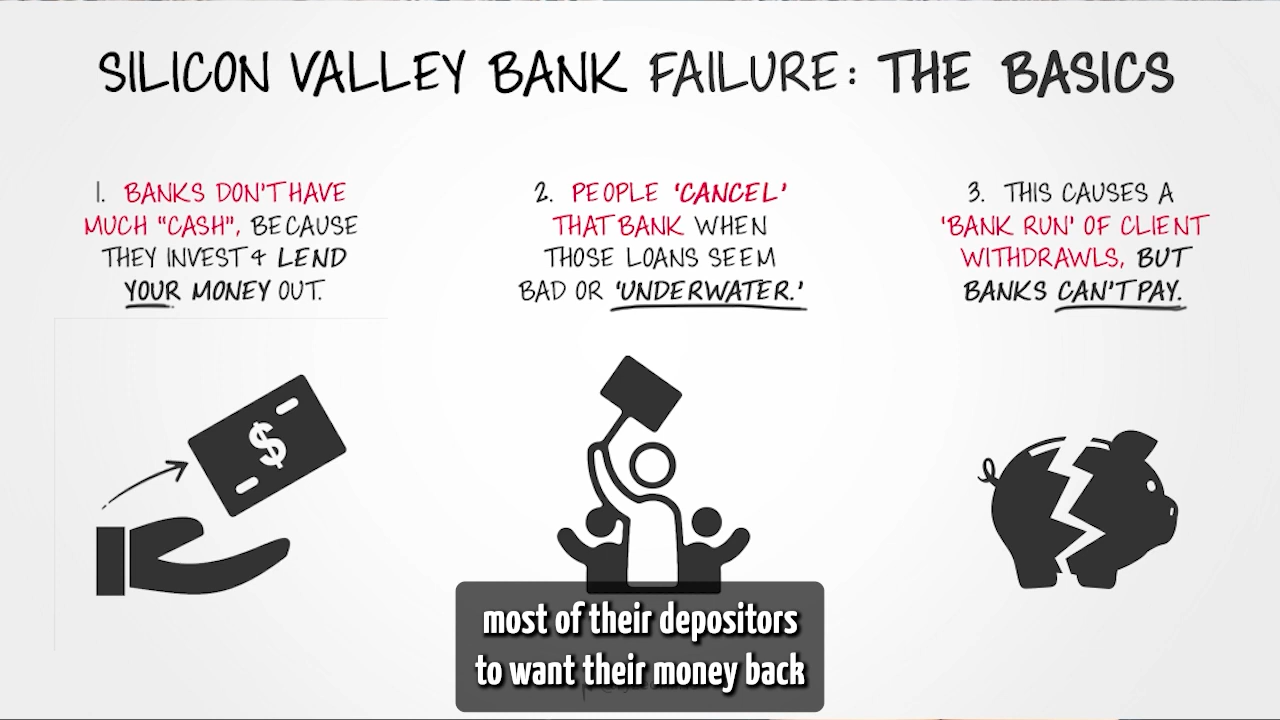 SILICON VALLEY BANK FAILURE: THE BASICS
1. BANKS DON'T HAVE
MUCH "CASH", BECAUSE
THEY INVEST & LEND
YOUR MONEY OUT.
2. PEOPLE 'CANCEL'
THAT BANK WHEN
THOSE LOANS SEEM
BAD OR 'UNDERWATER.'
3. THIS CAUSES A
'BANK RUN' OF CLIENT
WITHDRAWLS, BUT
BANKS CAN'T PAY.
$
most of their depositors
to want their money back